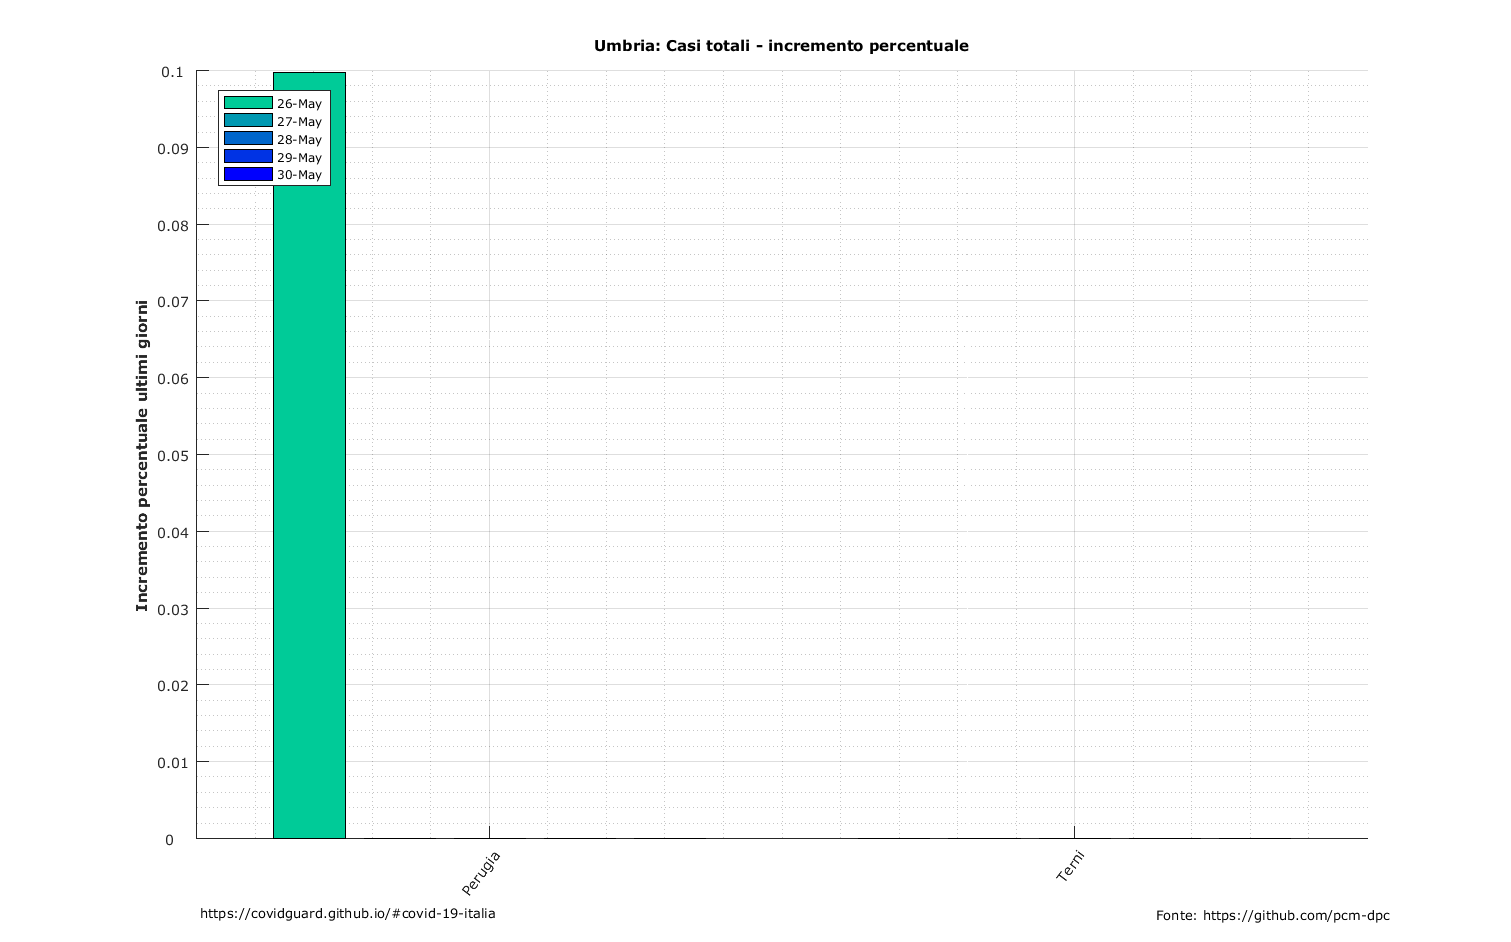 Umbria: Casi totali - incremento percentuale
Incremento percentuale ultimi giorni
0.1
0.09
0.08
0.07
0.06
0.05
0.04
0.03
0.02
0.01
0
26-May
27-May
28-May
29-May
30-May
Perugia
Terni
https://covidguard.github.io/#covid-19-italia
Fonte: https://github.com/pcm-dpc